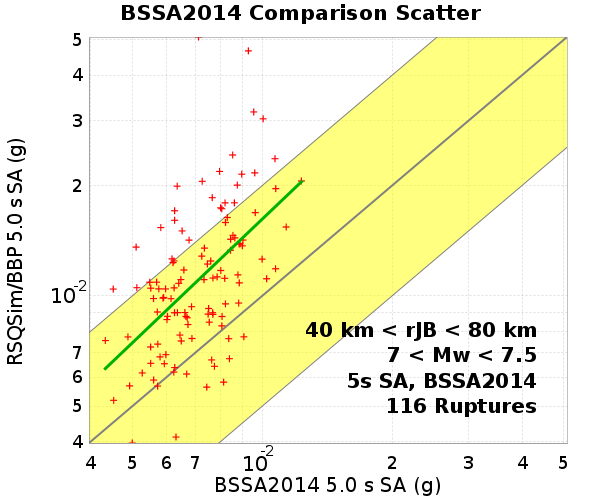 BSSA2014 Comparison Scatter
RSQSim/BBP 5.0 s SA (g)
5
4
3
2
10-2
7
6
5
4
40 km < rJB < 80 km
7 < Mw < 7.5
5s SA, BSSA2014
116 Ruptures
4 5 6 7 10-2 2 3 4 5
BSSA2014 5.0 s SA (g)